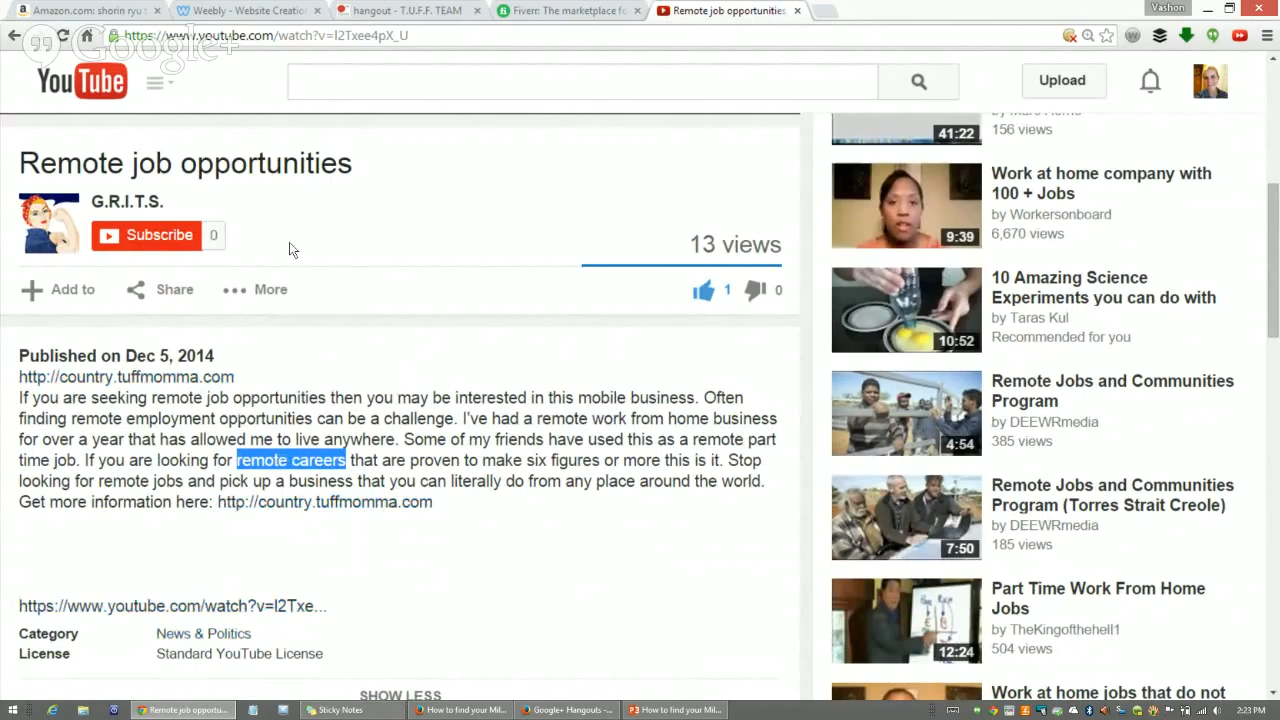 Amazon.com: shorin ryu t
Weebly - Website Creation
hangout - T.U.F.F. TEAM
Fiverr: The marketplace fo
Remote job opportunities
Vashon
https://www.youtube.com/watch?v=l2Txee4pX_U
Google+
YouTube
Upload
41:22
156 views
Remote job opportunities
G.R.I.T.S.
Subscribe 0
13 views
Add to
Share
More
1
0
Published on Dec 5, 2014
http://country.tuffmomma.com
If you are seeking remote job opportunities then you may be interested in this mobile business. Often
finding remote employment opportunities can be a challenge. I've had a remote work from home business
for over a year that has allowed me to live anywhere. Some of my friends have used this as a remote part
time job. If you are looking for remote careers that are proven to make six figures or more this is it. Stop
looking for remote jobs and pick up a business that you can literally do from any place around the world.
Get more information here: http://country.tuffmomma.com
https://www.youtube.com/watch?v=l2Txe...
Category News & Politics
License Standard YouTube License
SHOW LESS
9:39
Work at home company with
100 + Jobs
by Workersonboard
6,670 views
10:52
10 Amazing Science
Experiments you can do with
by Taras Kul
Recommended for you
4:54
Remote Jobs and Communities
Program
by DEEWRmedia
385 views
7:50
Remote Jobs and Communities
Program (Torres Strait Creole)
by DEEWRmedia
185 views
12:24
Part Time Work From Home
Jobs
by TheKingofthehell1
504 views
Work at home jobs that do not
Remote job opportu...
Sticky Notes
How to find your Mil...
Google+ Hangouts -...
How to find your Mil...
2:23 PM